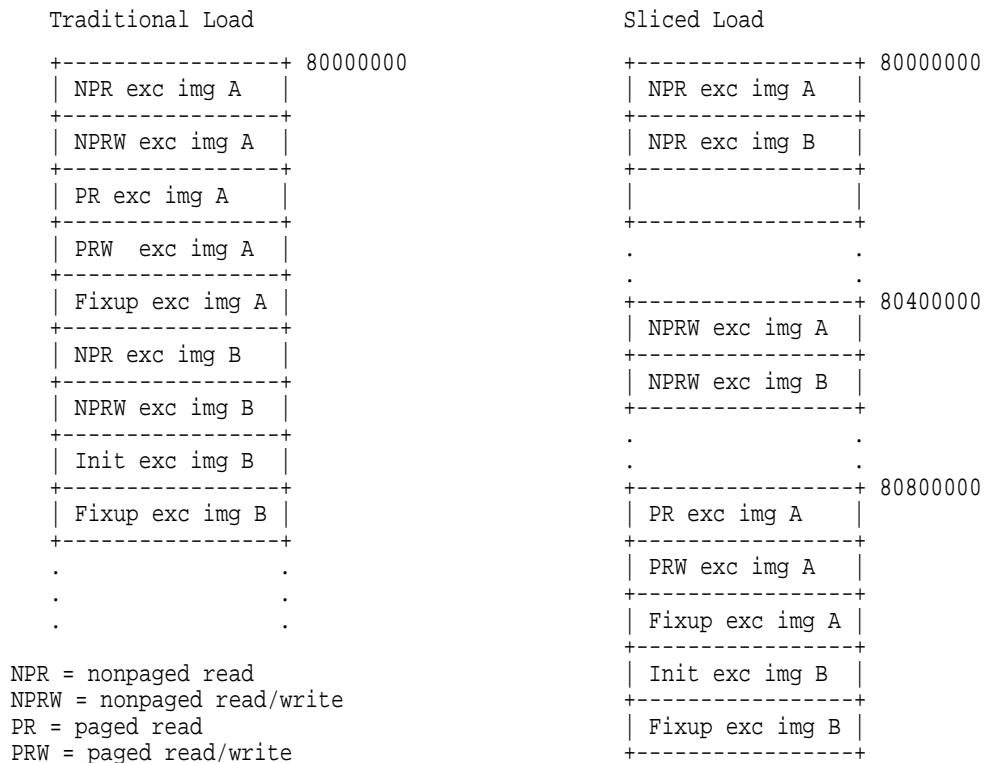 Traditional Load
+-----------------+ 80000000
| NPR exc img A |
+-----------------+
| NPRW exc img A |
+-----------------+
| PR exc img A |
+-----------------+
| PRW  exc img A |
+-----------------+
| Fixup exc img A |
+-----------------+
| NPR exc img B |
+-----------------+
| NPRW exc img B |
+-----------------+
| Init exc img B |
+-----------------+
| Fixup exc img B |
+-----------------+
. .
. .
. .
NPR = nonpaged read
NPRW = nonpaged read/write
PR = paged read
PRW = paged read/write
Sliced Load
+-----------------+ 80000000
| NPR exc img A |
+-----------------+
| NPR exc img B |
+-----------------+
| |
+-----------------+
. .
. .
+-----------------+ 80400000
| NPRW exc img A |
+-----------------+
| NPRW exc img B |
+-----------------+
. .
. .
+-----------------+ 80800000
| PR exc img A |
+-----------------+
| PRW exc img A |
+-----------------+
| Fixup exc img A |
+-----------------+
| Init exc img B |
+-----------------+
| Fixup exc img B |
+-----------------+